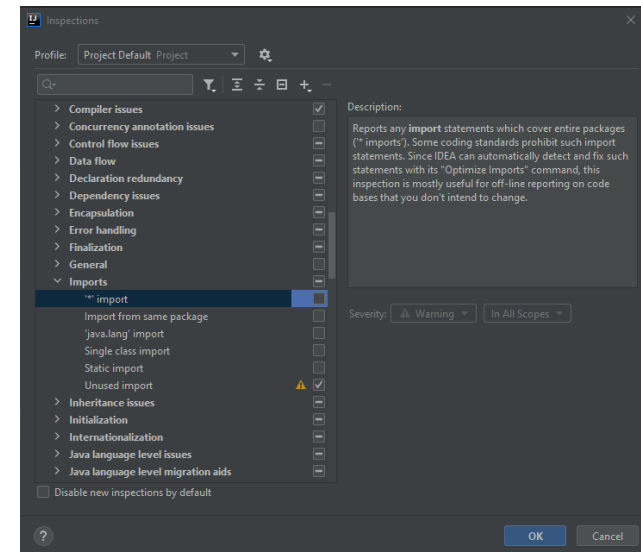 IJ Inspections
Profile: Project Default Project
Compiler issues
Concurrency annotation issues
Control flow issues
Data flow
Declaration redundancy
Dependency issues
Encapsulation
Error handling
Finalization
General
Imports
'*' import
Import from same package
'java.lang' import
Single class import
Static import
Unused import
Inheritance issues
Initialization
Internationalization
Java language level issues
Java language level migration aids
Disable new inspections by default
Description:
Reports any import statements which cover entire packages
('* imports'). Some coding standards prohibit such import
statements. Since IDEA can automatically detect and fix such
statements with its "Optimize Imports" command, this
inspection is mostly useful for off-line reporting on code
bases that you don't intend to change.
Severity: Warning In All Scopes
? OK Cancel